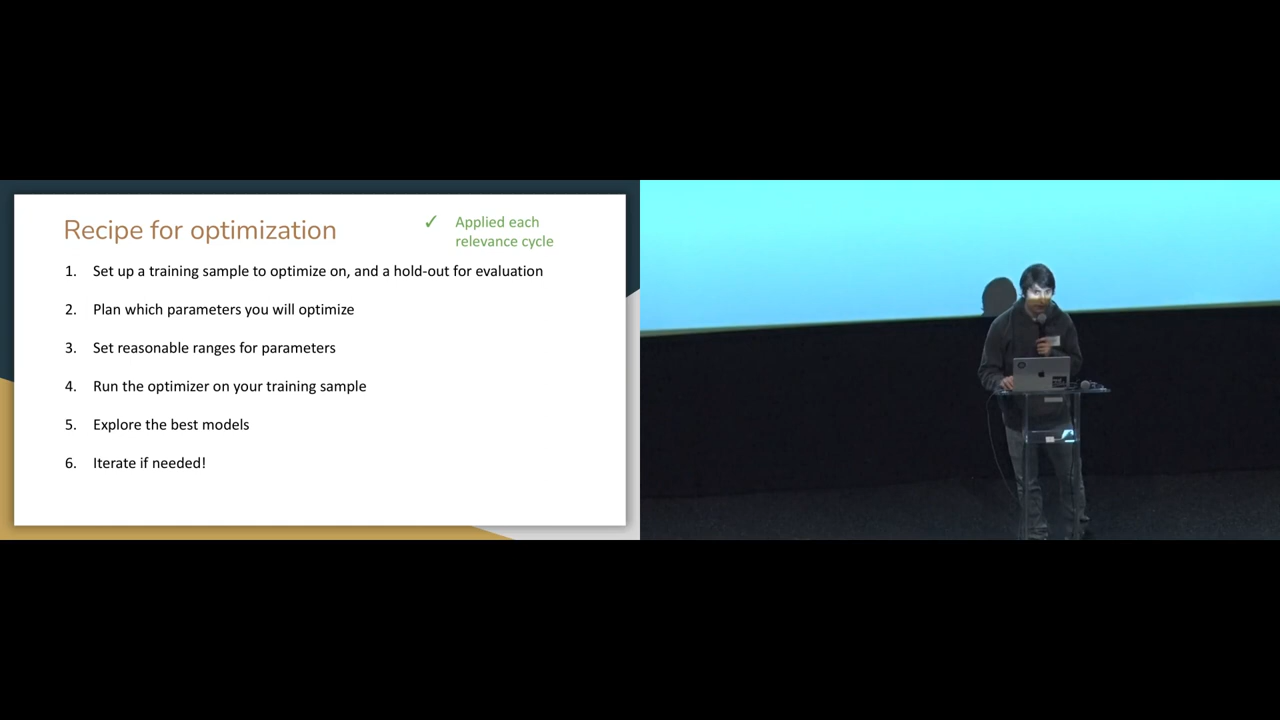 Recipe for optimization
✓ Applied each
relevance cycle
1. Set up a training sample to optimize on, and a hold-out for evaluation
2. Plan which parameters you will optimize
3. Set reasonable ranges for parameters
4. Run the optimizer on your training sample
5. Explore the best models
6. Iterate if needed!